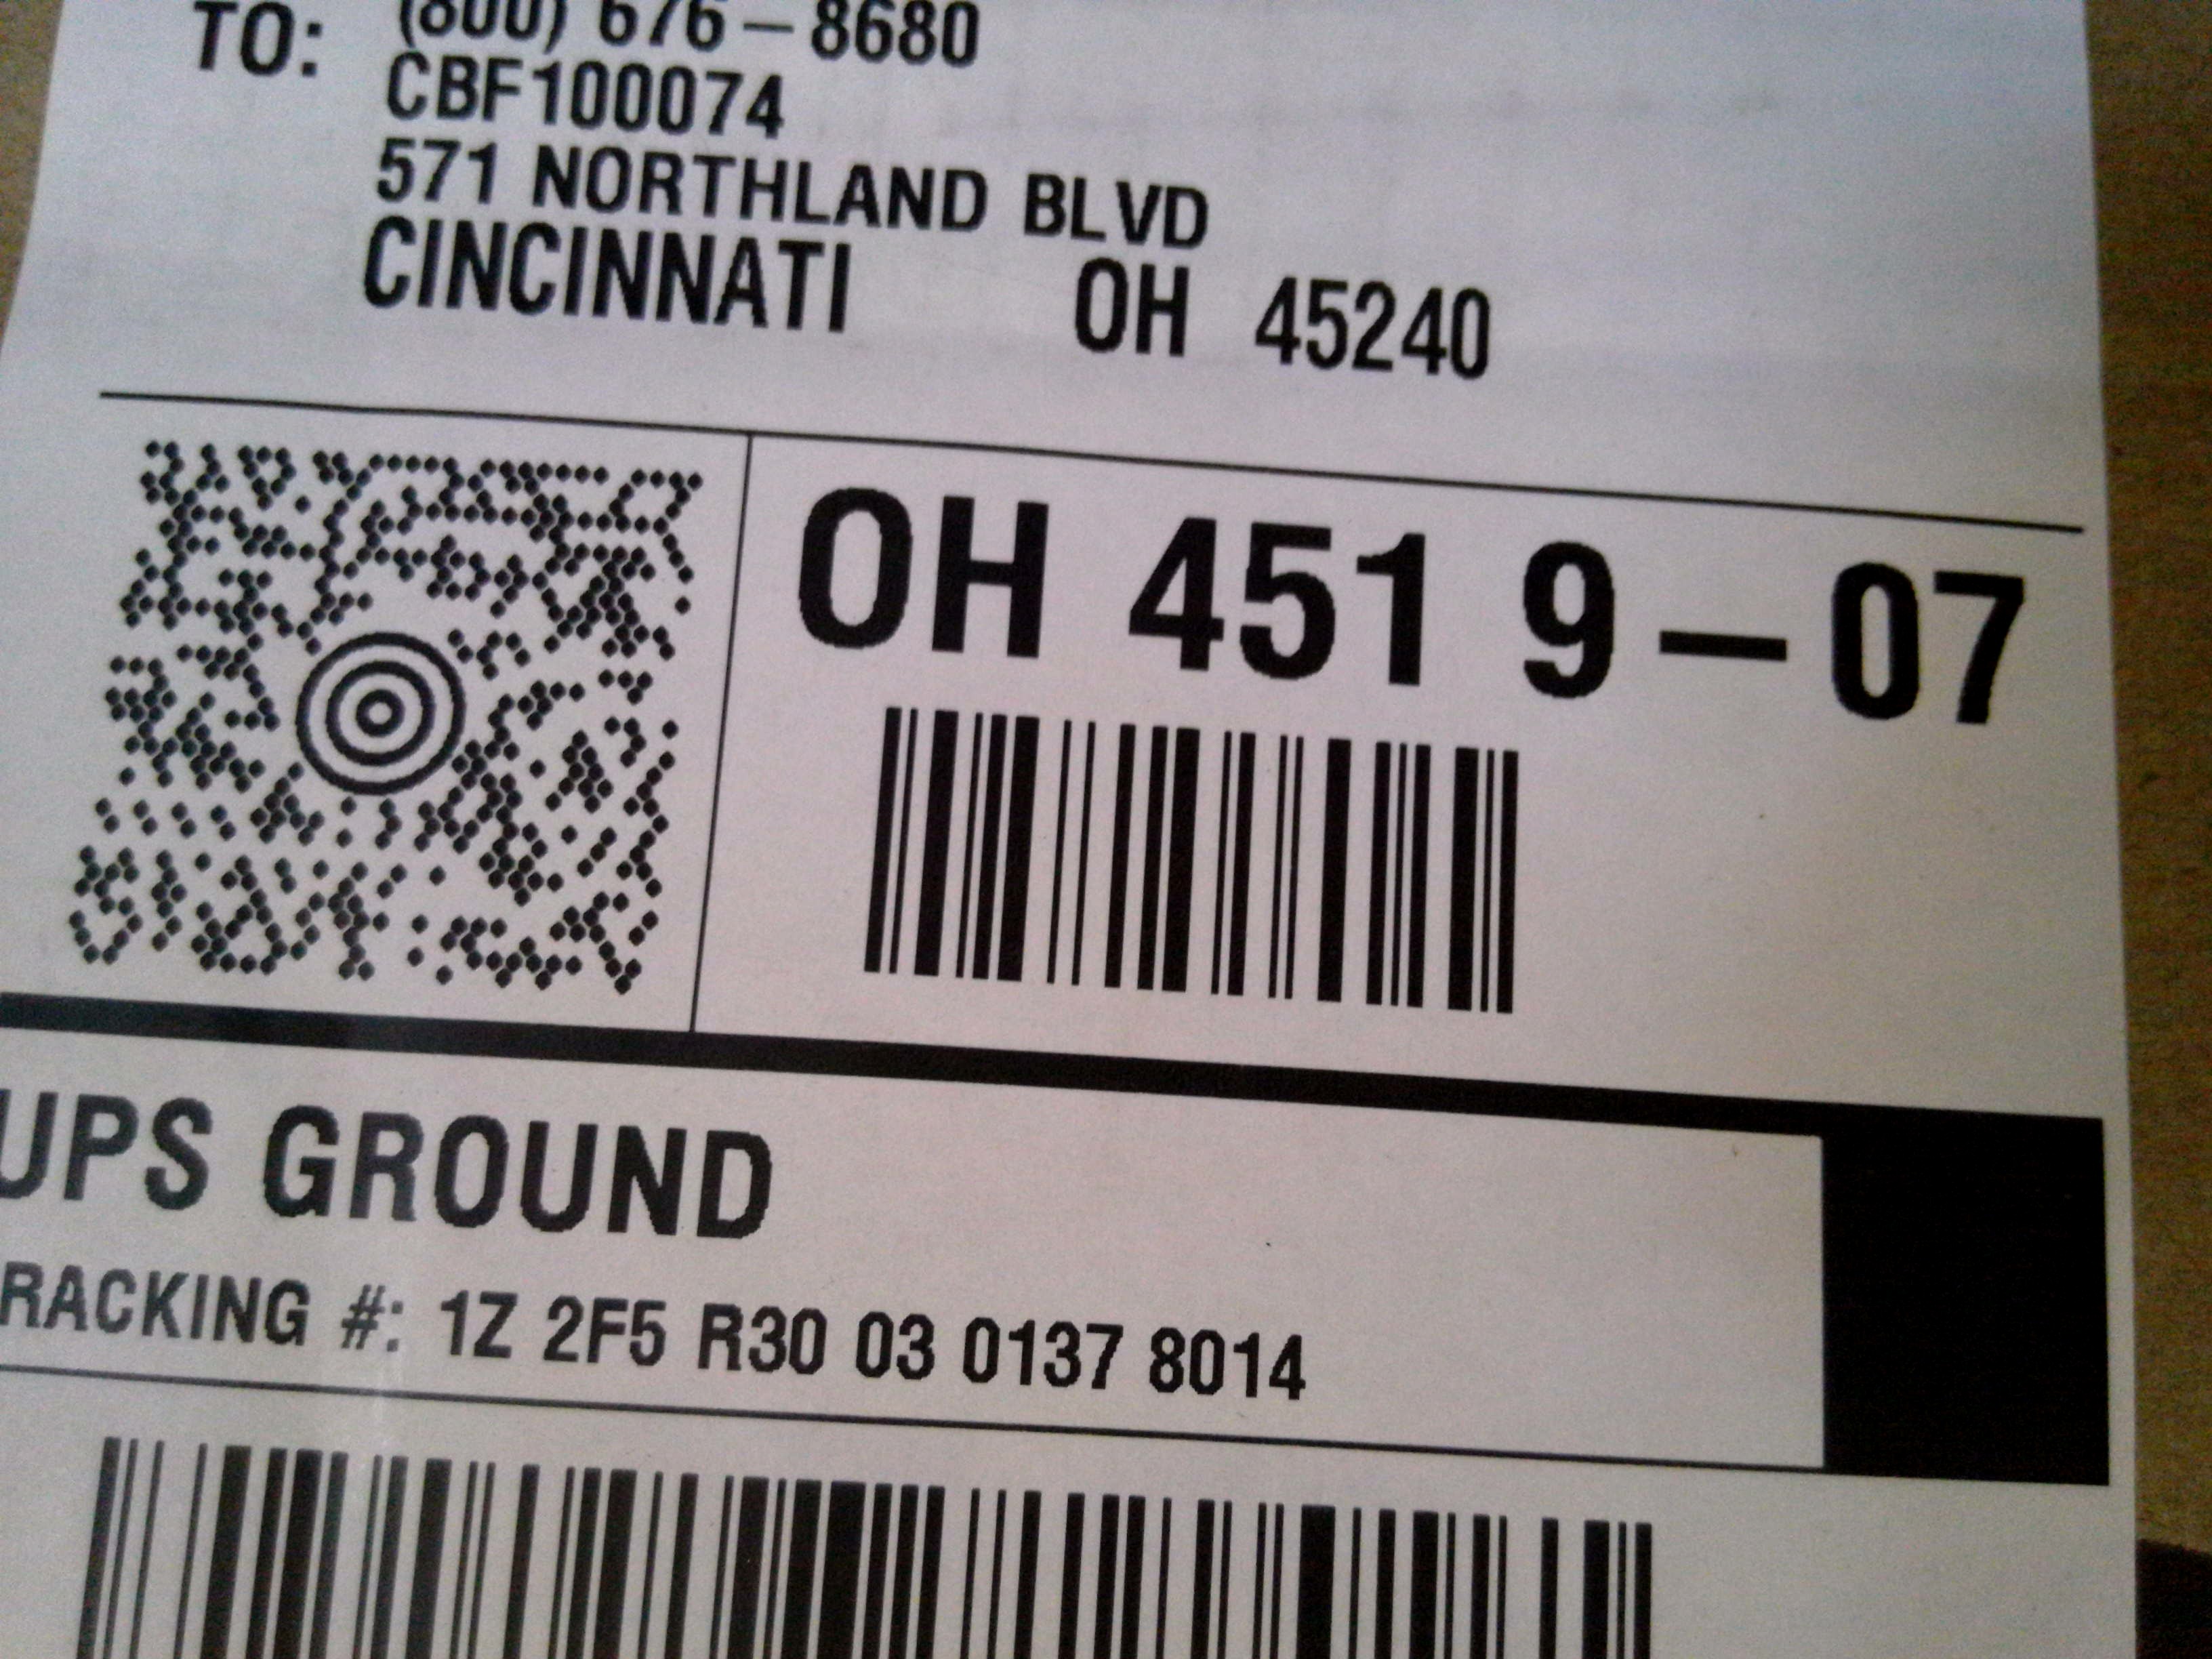 TO: (800) 676-8680
CBF100074
571 NORTHLAND BLVD
CINCINNATI OH 45240
OH 451 9-07
UPS GROUND
RACKING #: 1Z 2F5 R30 03 0137 8014